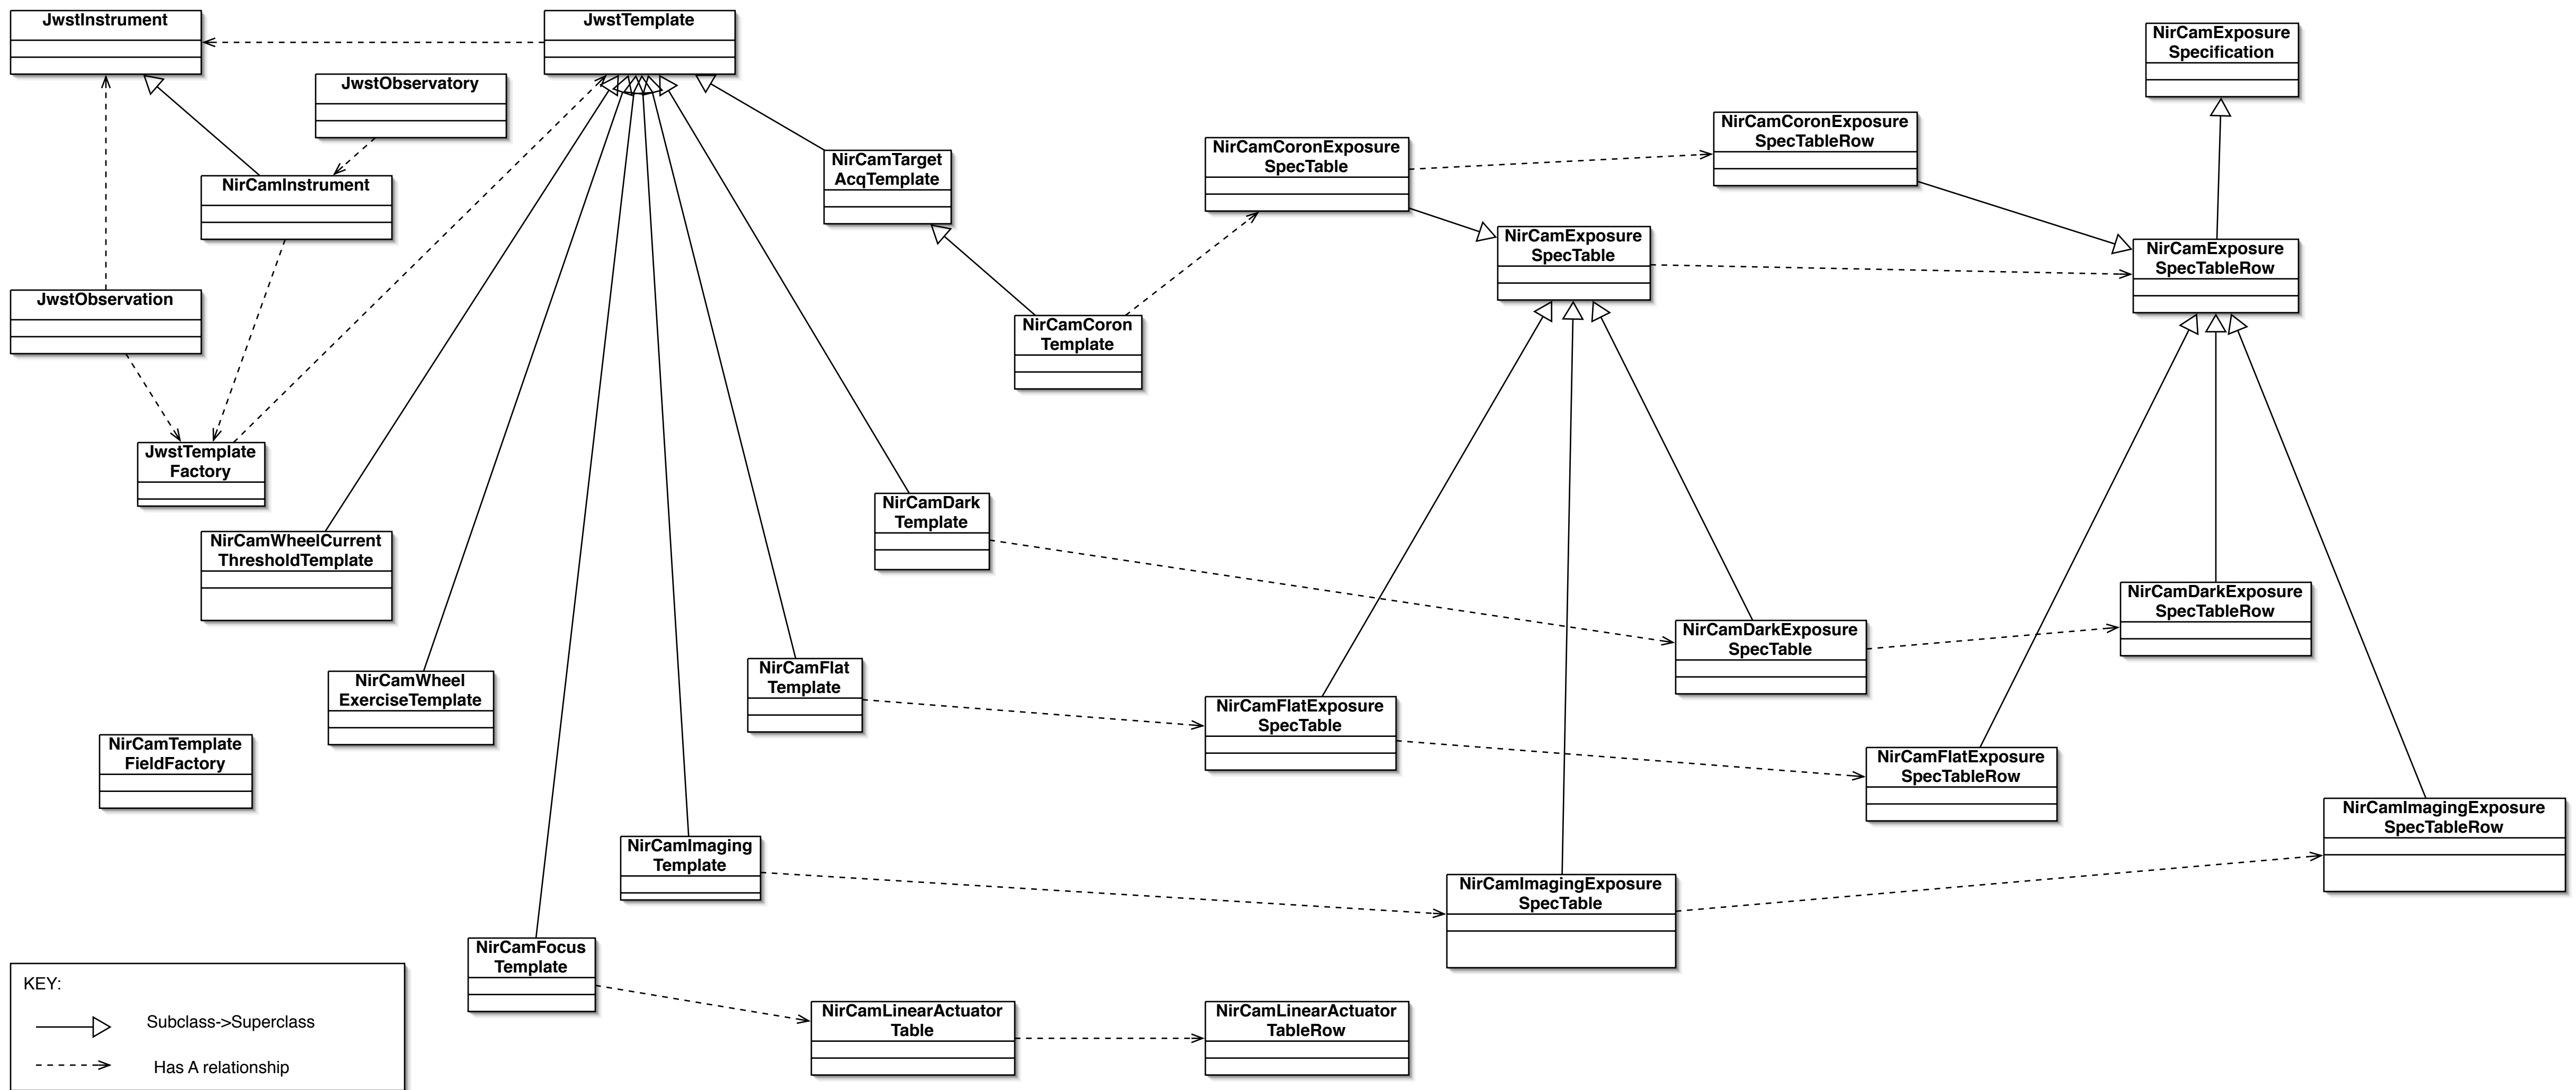 JwstInstrument
JwstTemplate
NirCamExposure
Specification
JwstObservatory
NirCamCoronExposure
SpecTableRow
NirCamCoronExposure
SpecTable
NirCamTarget
AcqTemplate
NirCamInstrument
NirCamExposure
SpecTable
NirCamExposure
SpecTableRow
JwstObservation
NirCamCoron
Template
JwstTemplate
Factory
NirCamDark
Template
NirCamWheelCurrent
ThresholdTemplate
NirCamDarkExposure
SpecTableRow
NirCamDarkExposure
SpecTable
NirCamFlat
Template
NirCamWheel
ExerciseTemplate
NirCamFlatExposure
SpecTable
NirCamTemplate
FieldFactory
NirCamFlatExposure
SpecTableRow
NirCamImagingExposure
SpecTableRow
NirCamImaging
Template
NirCamImagingExposure
SpecTable
NirCamFocus
Template
KEY:
Subclass->Superclass
Has A relationship
NirCamLinearActuator
Table
NirCamLinearActuator
TableRow